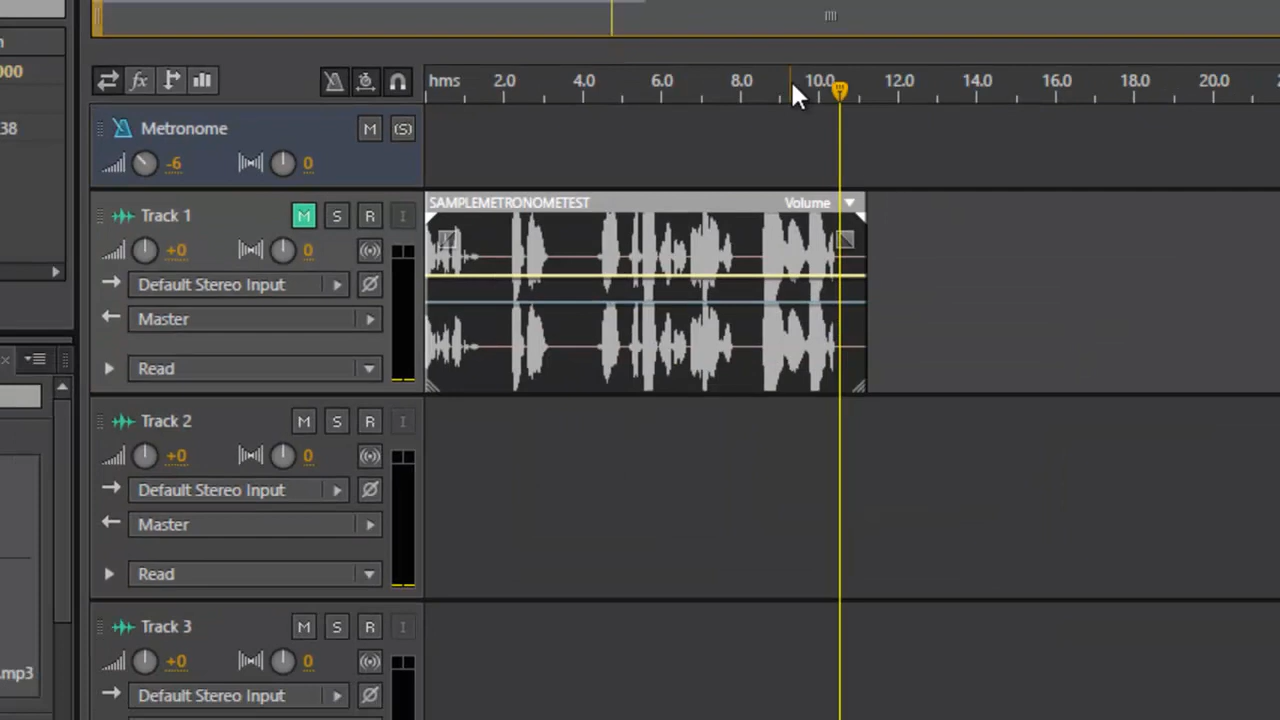 000
38
.mp3
fx
hms 2.0 4.0 6.0 8.0 10.0 12.0 14.0 16.0 18.0 20.0
Metronome M (S)
-6 0
Track 1 M S R I
+0 0
Default Stereo Input
Master
Read
SAMPLEMETRONOMETEST Volume
Track 2 M S R I
+0 0
Default Stereo Input
Master
Read
Track 3 M S R I
+0 0
Default Stereo Input